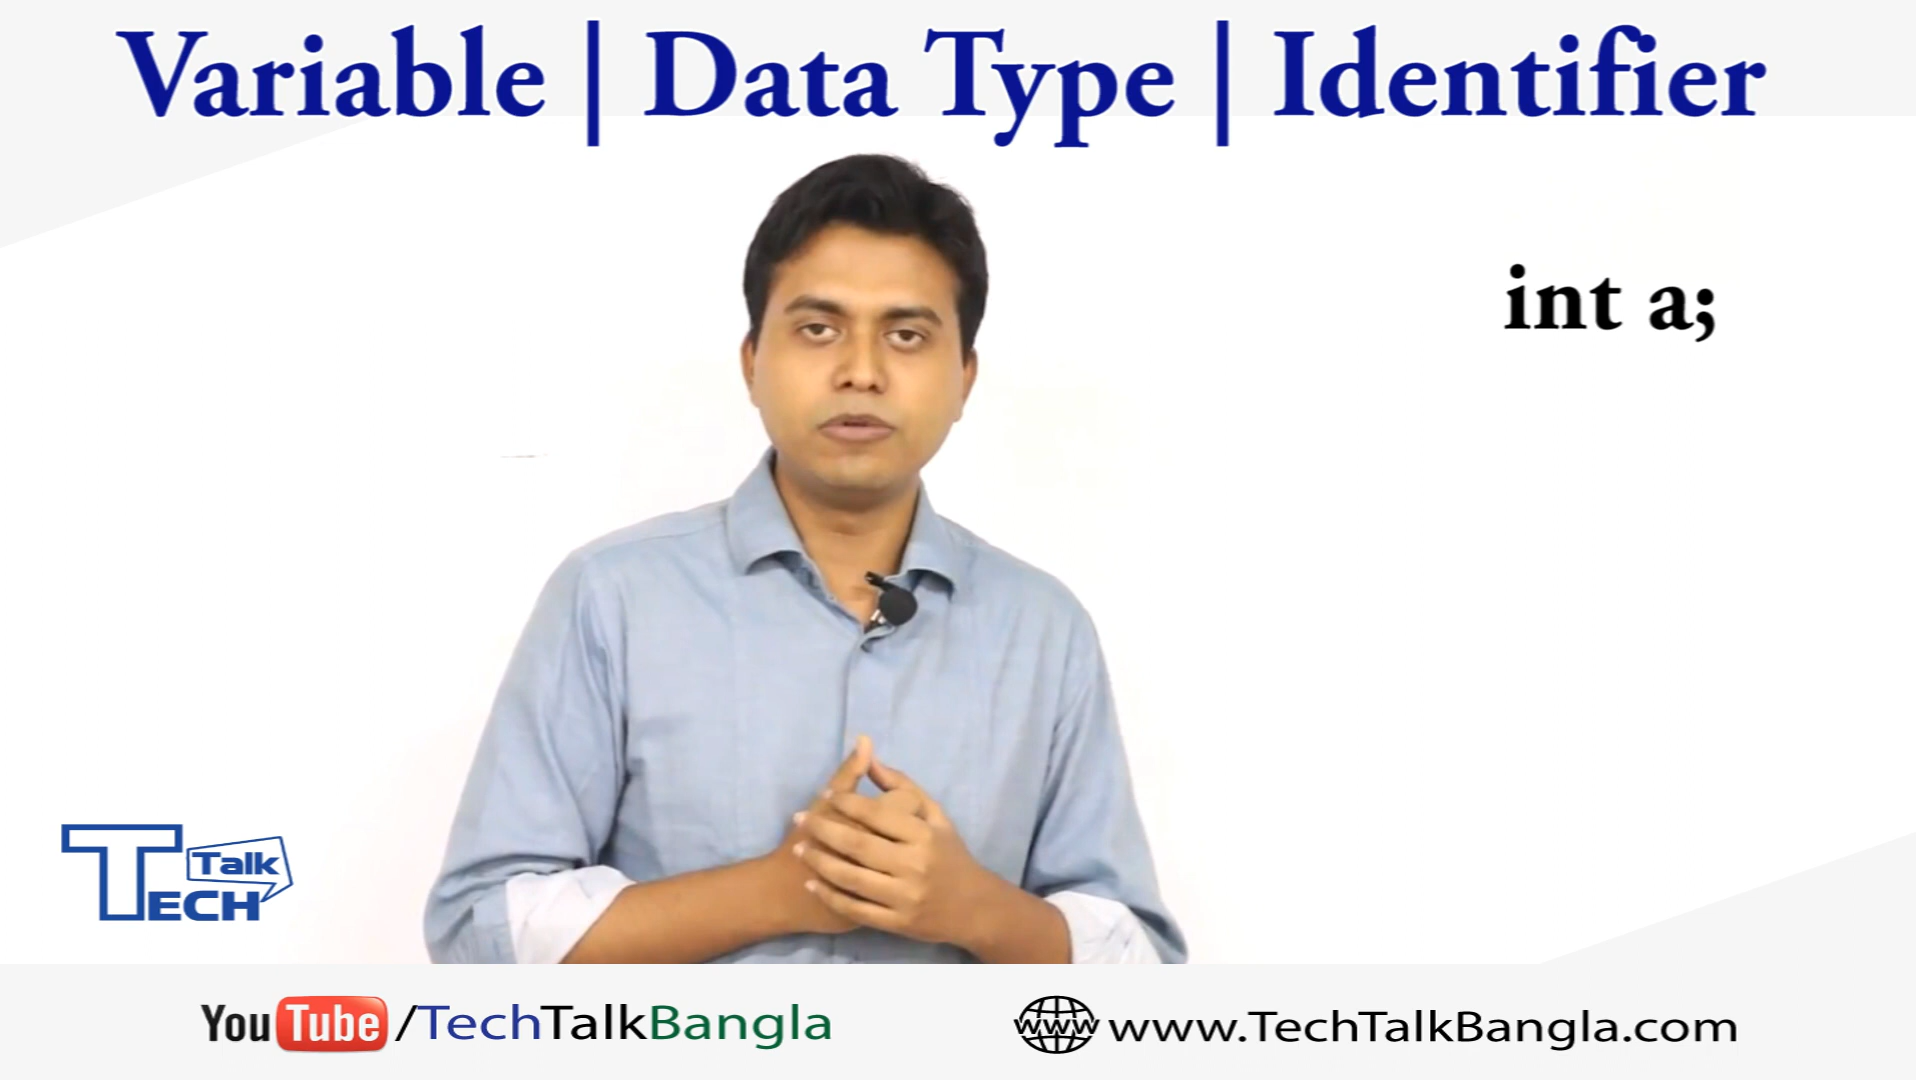 Variable | Data Type | Identifier
int a;
Talk
TECH
YouTube/TechTalkBangla
www www.TechTalkBangla.com